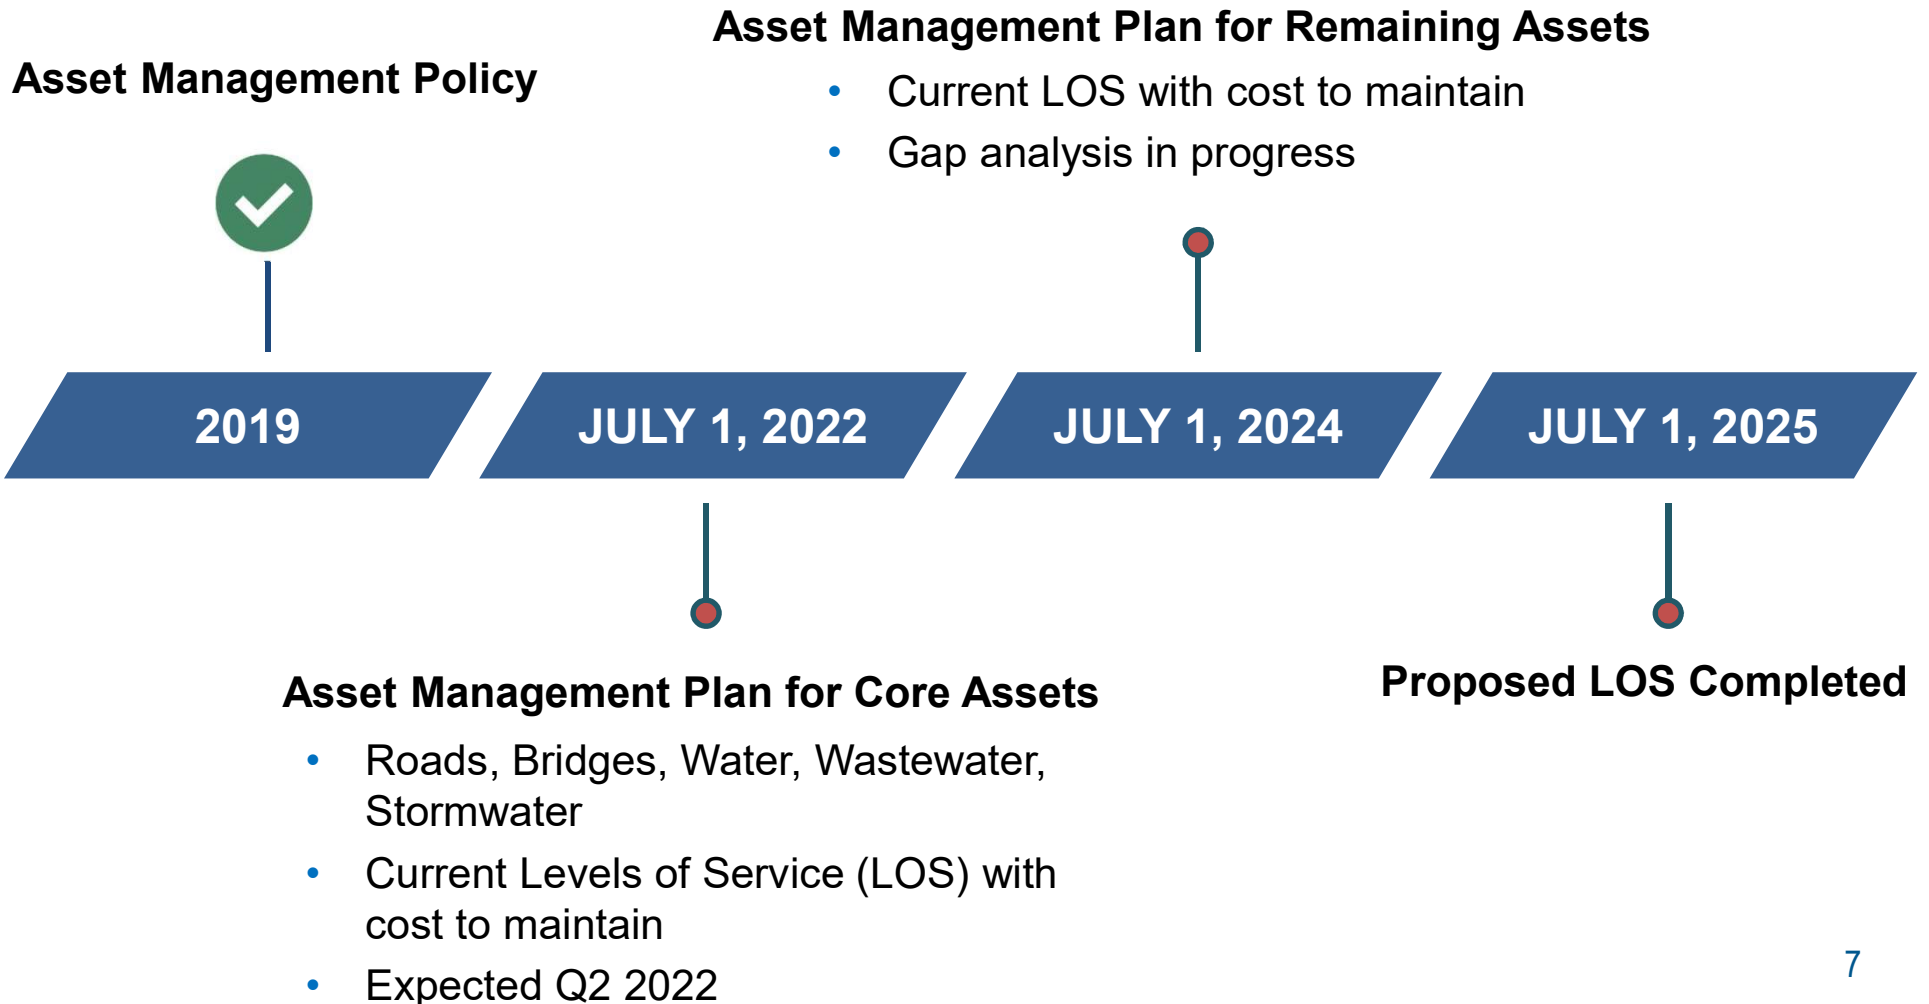 Asset Management Policy
Asset Management Plan for Remaining Assets
• Current LOS with cost to maintain
• Gap analysis in progress
2019
JULY 1, 2022
JULY 1, 2024
JULY 1, 2025
Asset Management Plan for Core Assets
• Roads, Bridges, Water, Wastewater,
Stormwater
• Current Levels of Service (LOS) with
cost to maintain
• Expected Q2 2022
Proposed LOS Completed
7